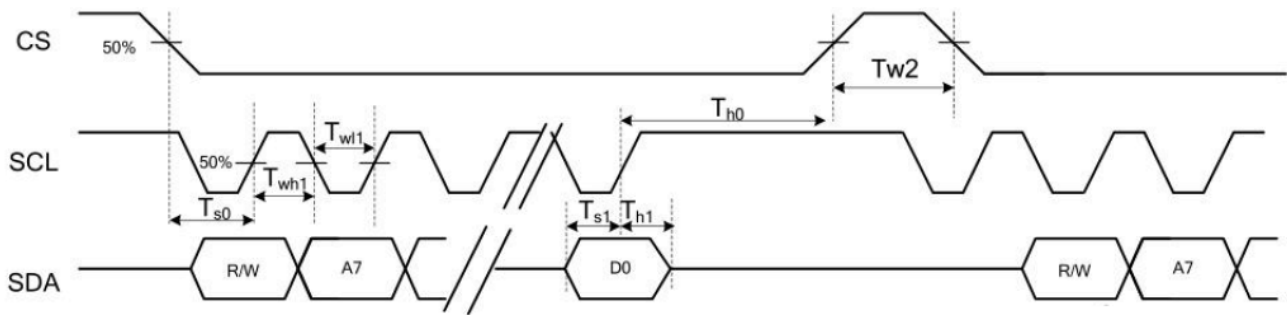 CS
50%
Tw2
Th0
SCL
50%
Twl1
Twh1
Ts0
Ts1
Th1
SDA
R/W
A7
D0
R/W
A7